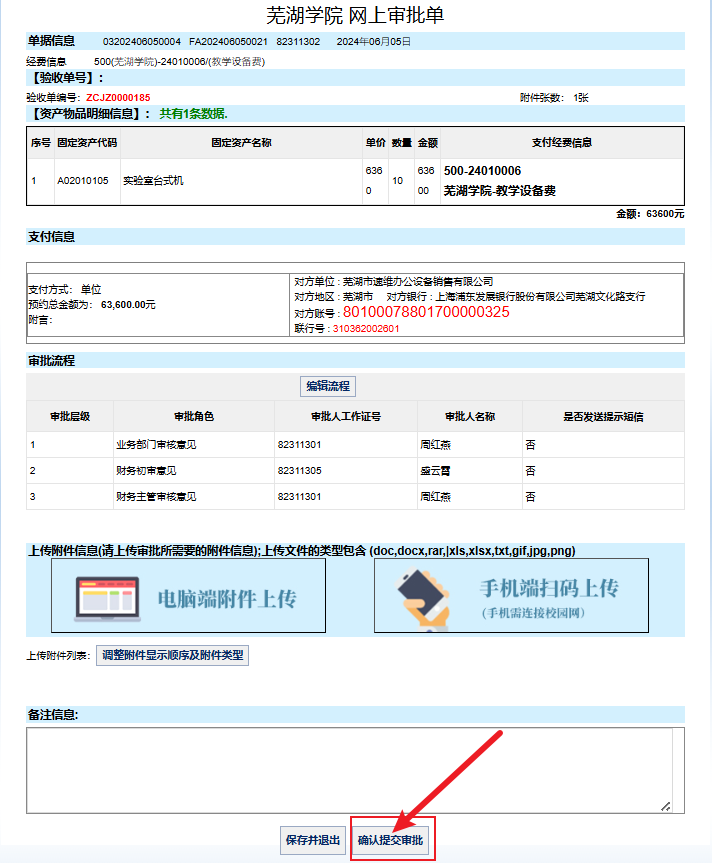 芜湖学院 网上审批单
单据信息 03202406050004 FA202406050021 82311302 2024年06月05日
经费信息 500(芜湖学院)-24010006/(教学设备费)
【验收单号】:
验收单编号: ZCJZ0000185 附件张数: 1张
【资产物品明细信息】: 共有1条数据.
序号 固定资产代码 固定资产名称 单价 数量 金额 支付经费信息
1 A02010105 实验室台式机 6360 10 63600 500-24010006
芜湖学院-教学设备费
金额: 63600元
支付信息
支付方式: 单位
预约总金额为: 63,600.00元
附言:
对方单位 : 芜湖市速维办公设备销售有限公司
对方地区 : 芜湖市 对方银行 : 上海浦东发展银行股份有限公司芜湖文化路支行
对方账号 : 80100078801700000325
联行号 : 310362002601
审批流程
编辑流程
审批层级 审批角色 审批人工作证号 审批人名称 是否发送提示短信
1 业务部门审核意见 82311301 周红燕 否
2 财务初审意见 82311305 盛云霄 否
3 财务主管审核意见 82311301 周红燕 否
上传附件信息(请上传审批所需要的附件信息);上传文件的类型包含 (doc,docx,rar,|xls,xlsx,txt,gif,jpg,png)
电脑端附件上传
手机端扫码上传
(手机需连接校园网)
上传附件列表: 调整附件显示顺序及附件类型
备注信息:
保存并退出 确认提交审批